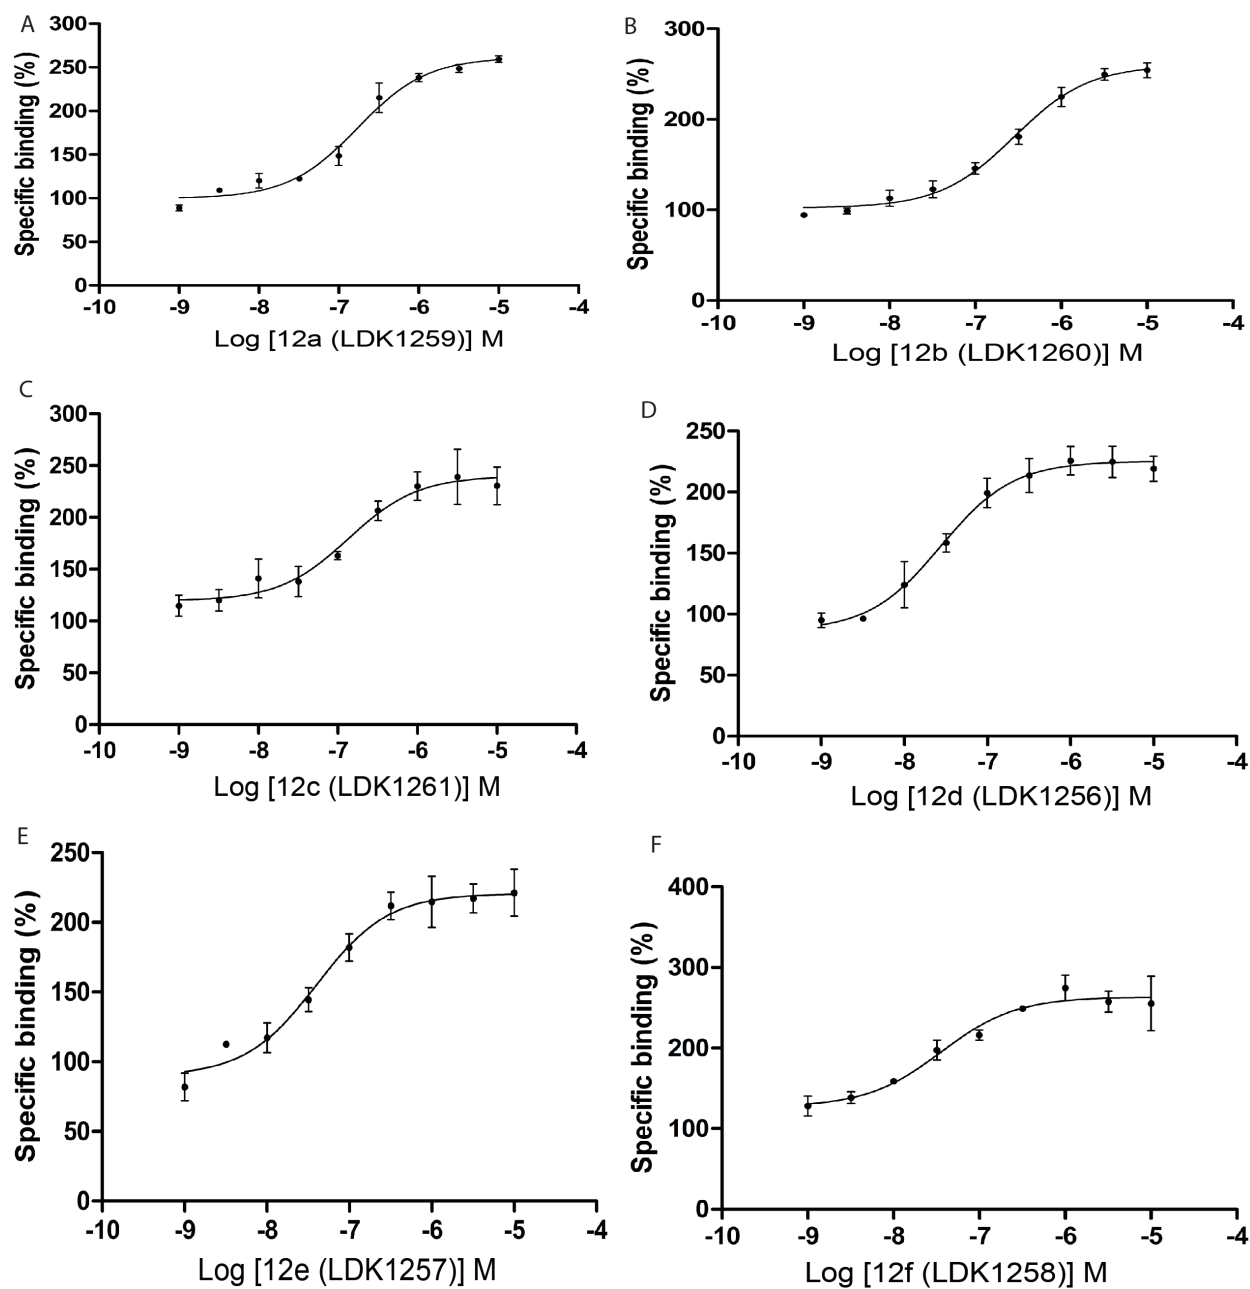 A
Specific binding (%)
300
250
200
150
100
50
0
-10 -9 -8 -7 -6 -5 -4
Log [12a (LDK1259)] M
B
Specific binding (%)
300
200
100
0
-10 -9 -8 -7 -6 -5 -4
Log [12b (LDK1260)] M
C
Specific binding (%)
300
250
200
150
100
50
0
-10 -9 -8 -7 -6 -5 -4
Log [12c (LDK1261)] M
D
Specific binding (%)
250
200
150
100
50
0
-10 -9 -8 -7 -6 -5 -4
Log [12d (LDK1256)] M
E
Specific binding (%)
250
200
150
100
50
0
-10 -9 -8 -7 -6 -5 -4
Log [12e (LDK1257)] M
F
Specific binding (%)
400
300
200
100
0
-10 -9 -8 -7 -6 -5 -4
Log [12f (LDK1258)] M